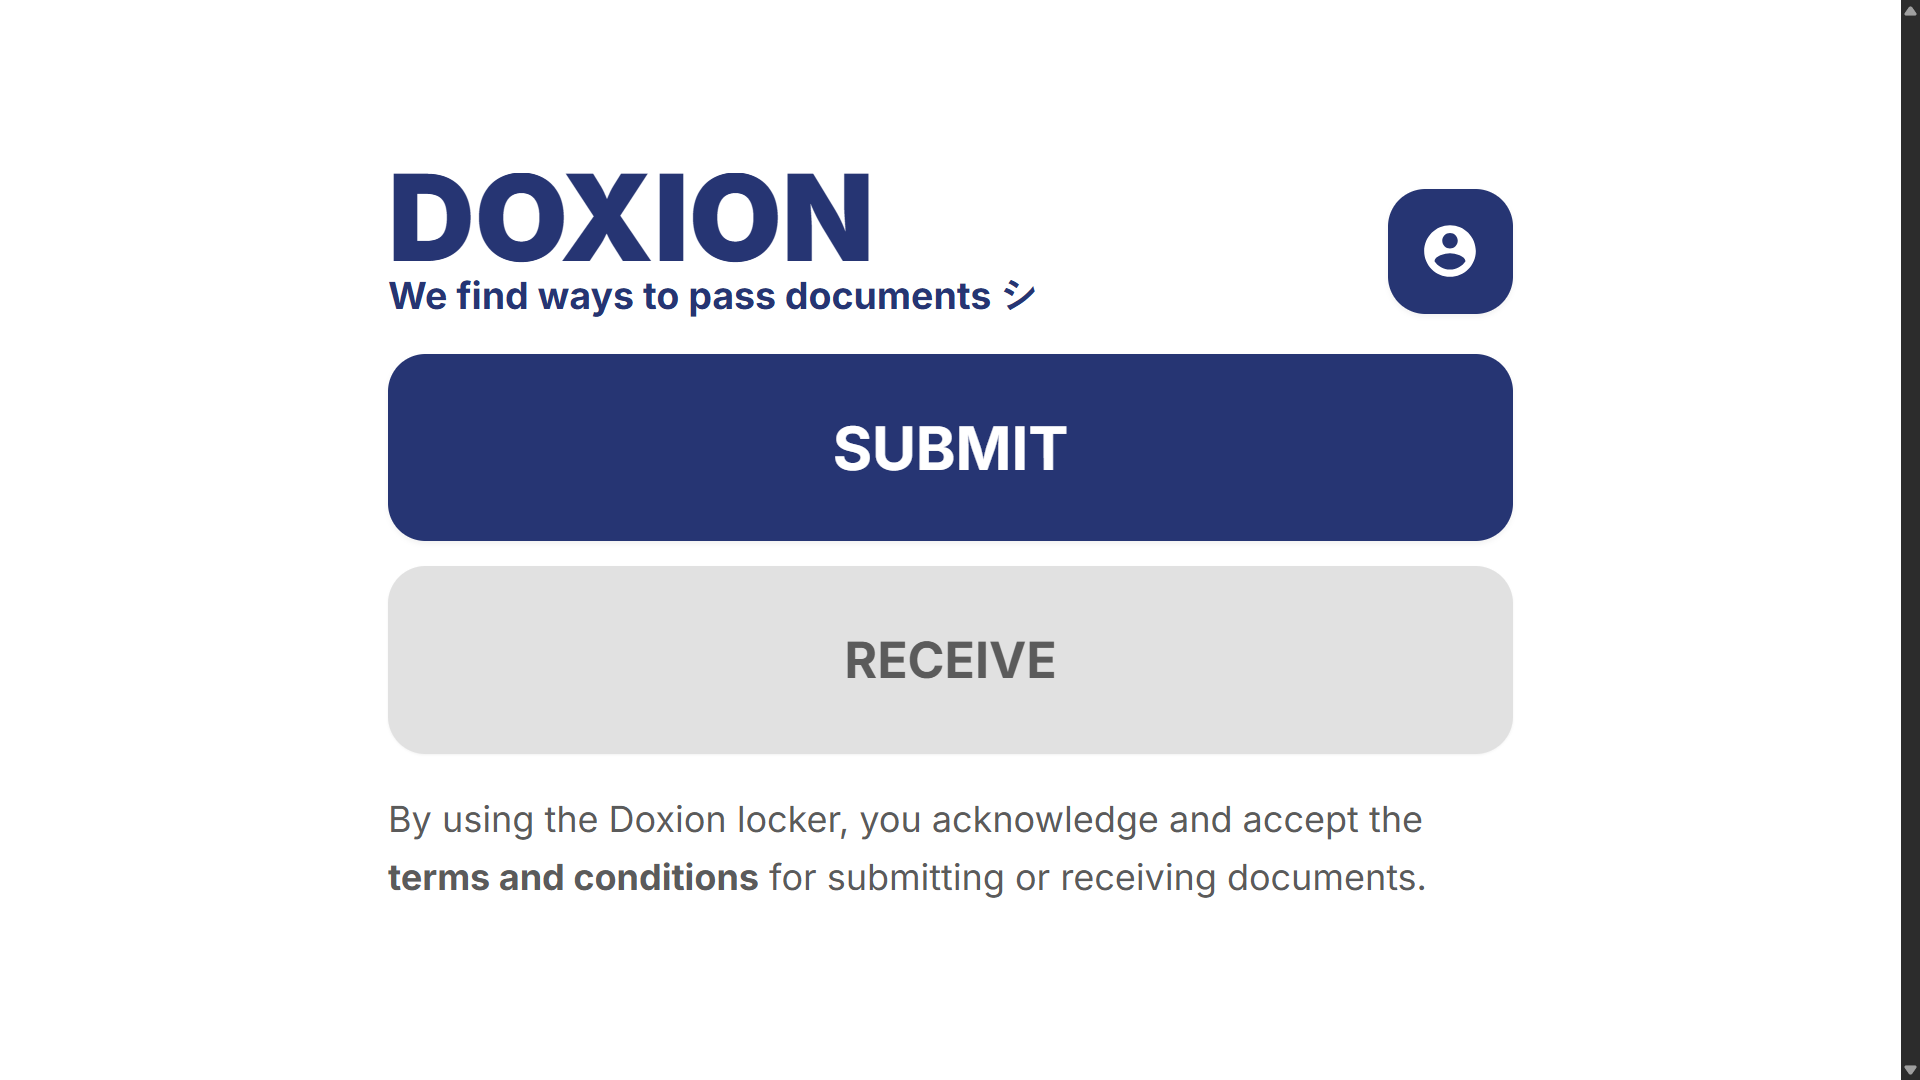 DOXION
We find ways to pass documents シ
SUBMIT
RECEIVE
By using the Doxion locker, you acknowledge and accept the
terms and conditions for submitting or receiving documents.